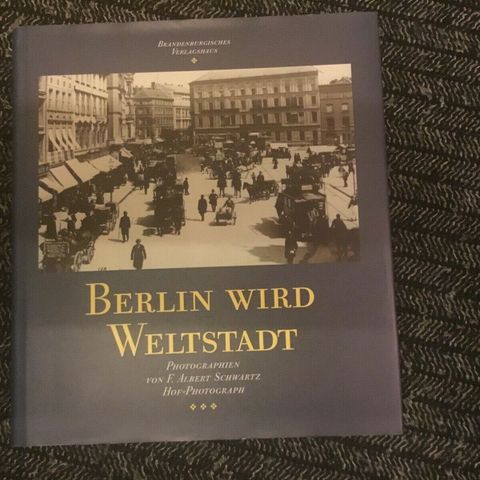 BRANDENBURGISCHES
VERLAGSHAUS
BERLIN WIRD
WELTSTADT
PHOTOGRAPHIEN
VON F. ALBERT SCHWARTZ
HOF=PHOTOGRAPH